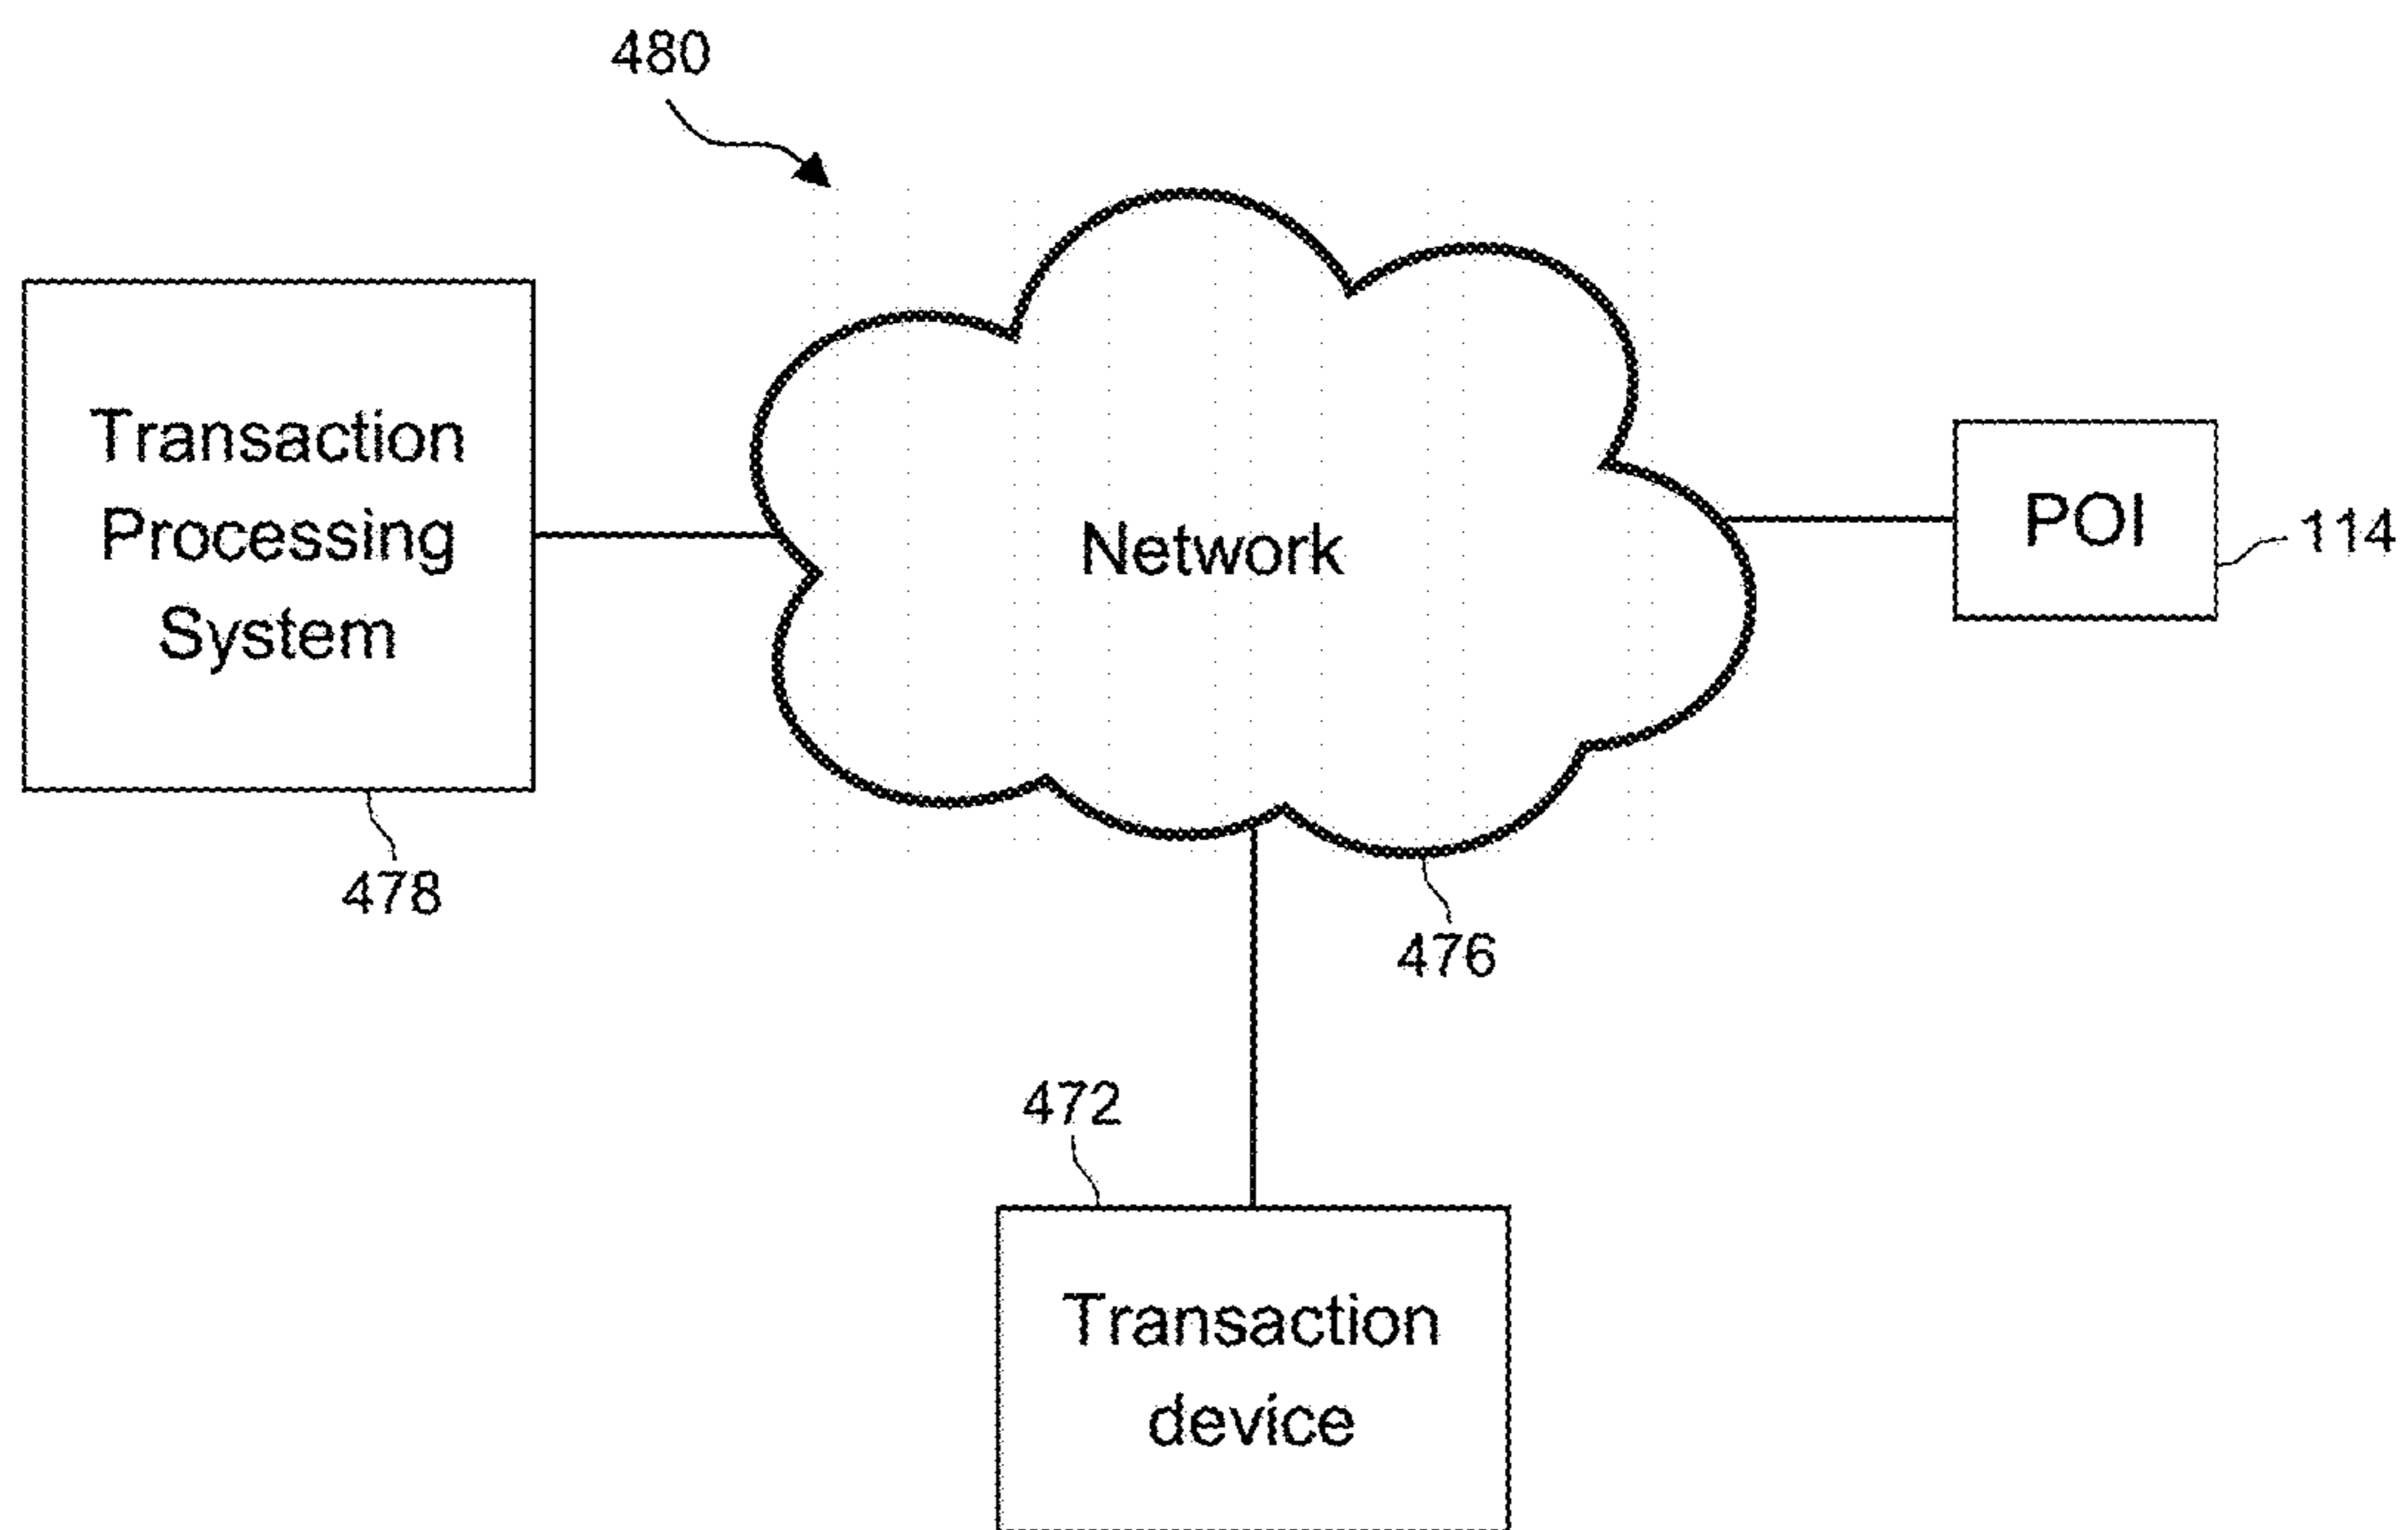 480
Transaction
Processing
System
Network
POI
114
478
476
472
Transaction
device